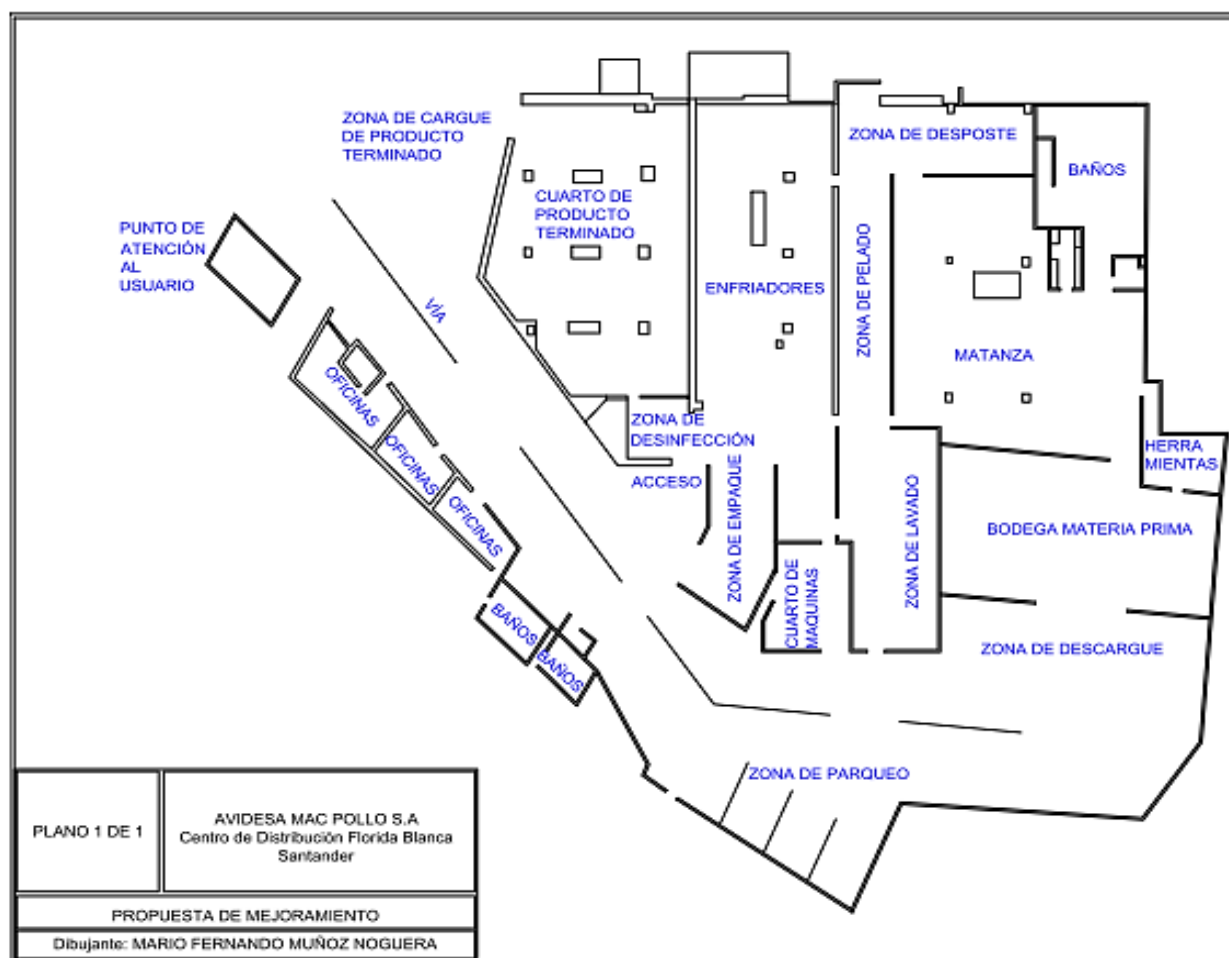 ZONA DE CARGUE
DE PRODUCTO
TERMINADO
ZONA DE DESPOSTE
BAÑOS
CUARTO DE
PRODUCTO
TERMINADO
PUNTO DE
ATENCIÓN
AL
USUARIO
VÍA
ENFRIADORES
ZONA DE PELADO
MATANZA
OFICINAS
OFICINAS
OFICINAS
ZONA DE
DESINFECCIÓN
ACCESO
ZONA DE EMPAQUE
HERRA
MIENTAS
BODEGA MATERIA PRIMA
ZONA DE LAVADO
CUARTO DE
MAQUINAS
BAÑOS
BAÑOS
ZONA DE DESCARGUE
ZONA DE PARQUEO
PLANO 1 DE 1
AVIDESA MAC POLLO S.A
Centro de Distribución Florida Blanca
Santander
PROPUESTA DE MEJORAMIENTO
Dibujante: MARIO FERNANDO MUÑOZ NOGUERA